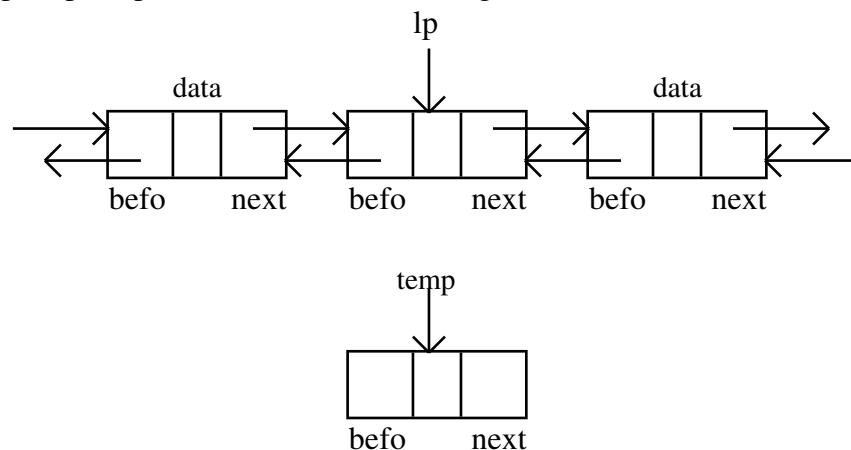 lp
data data
befo next befo next befo next
temp
befo next